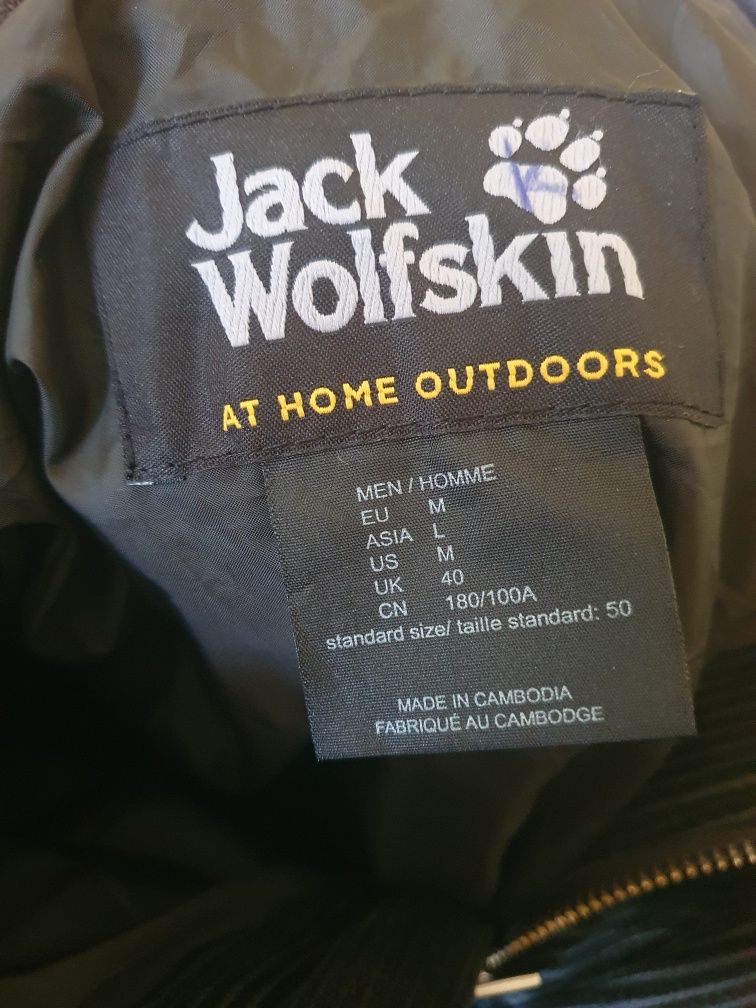 Jack
Wolfskin
AT HOME OUTDOORS
MEN / HOMME
EU M
ASIA L
US M
UK 40
CN 180/100A
standard size/ taille standard: 50
MADE IN CAMBODIA
FABRIQUÉ AU CAMBODGE